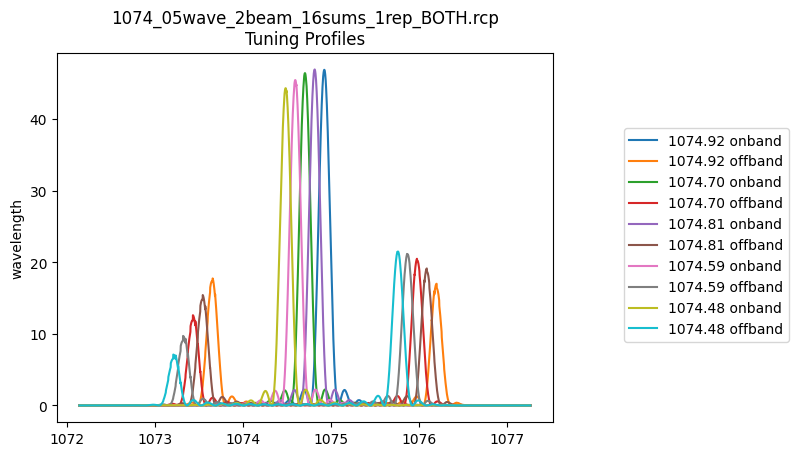 1074_05wave_2beam_16sums_1rep_BOTH.rcp
Tuning Profiles
wavelength
40
30
20
10
0
1072
1073
1074
1075
1076
1077
1074.92 onband
1074.92 offband
1074.70 onband
1074.70 offband
1074.81 onband
1074.81 offband
1074.59 onband
1074.59 offband
1074.48 onband
1074.48 offband